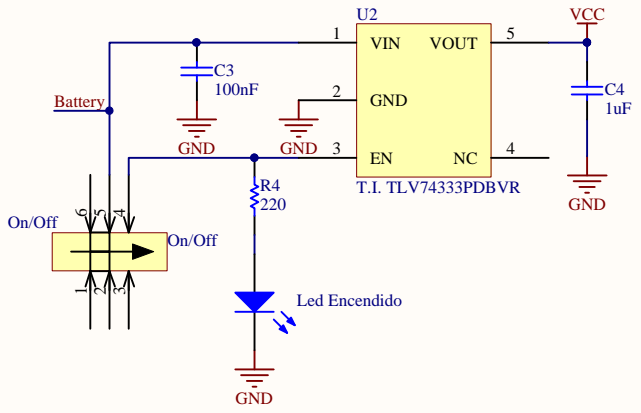 U2
VCC
1
VIN
VOUT
5
C3
100nF
C4
1uF
Battery
2
GND
GND
GND
3
EN
NC
4
GND
T.I. TLV74333PDBVR
R4
220
6
5
4
On/Off
On/Off
1
2
3
Led Encendido
GND